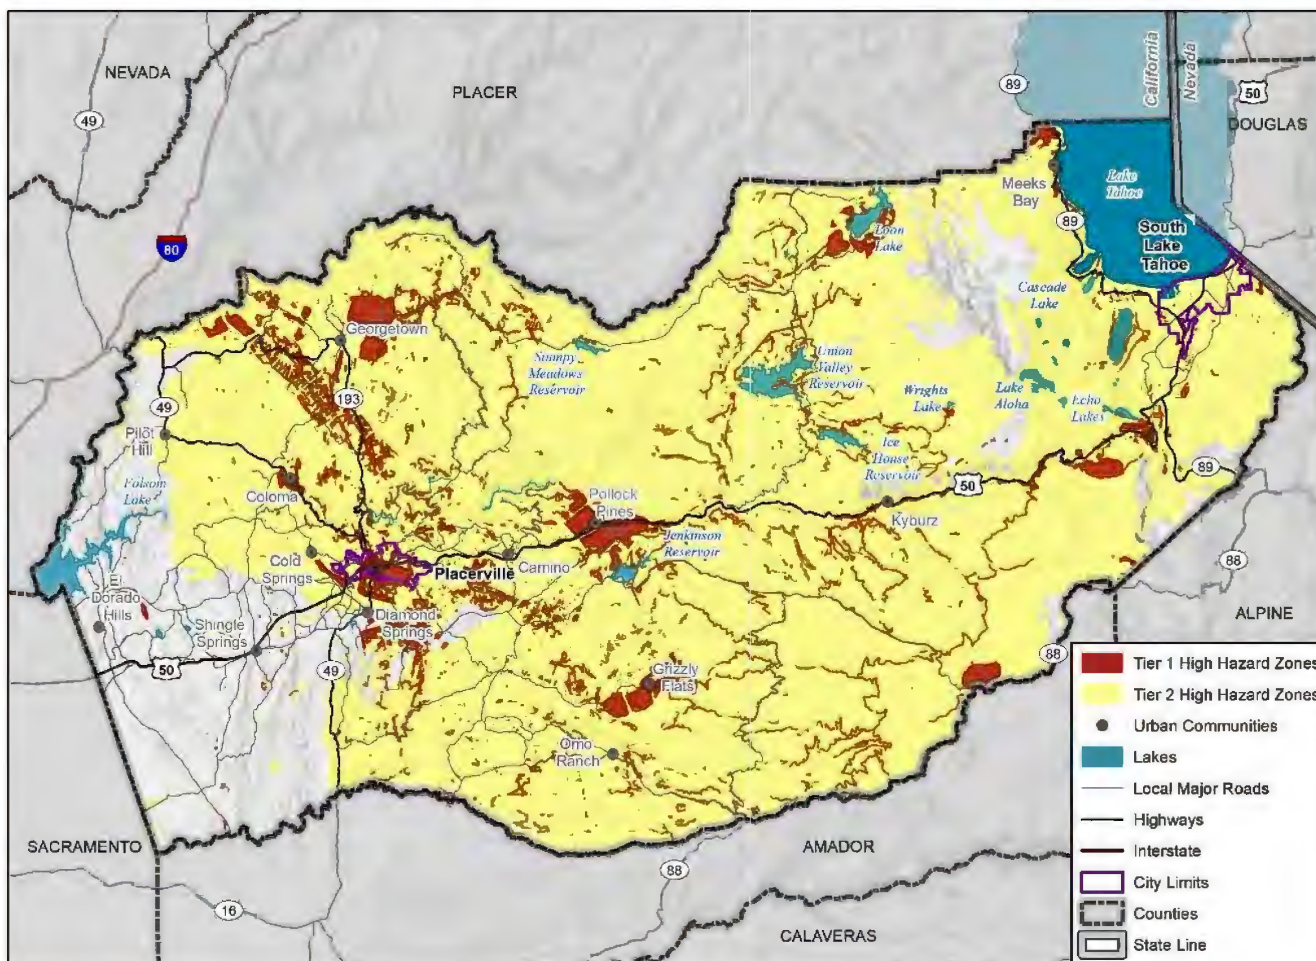 NEVADA
49
PLACER
89
California
Nevada
50
DOUGLAS
80
Meeks
Bay
Lake
Tahoe
89
South
Lake
Tahoe
Loon
Lake
Cascade
Lake
Georgetown
Stumpy
Meadows
Reservoir
Union
Valley
Reservoir
Wrights
Lake
Lake
Aloha
Echo
Lakes
193
49
Pilot
Hill
Ice
House
Reservoir
89
Folsom
Lake
Coloma
Pollock
Pines
50
Kyburz
Jenkinson
Reservoir
Cold
Springs
Placerville
Camino
88
El
Dorado
Hills
Shingle
Springs
Diamond
Springs
ALPINE
50
49
Grizzly
Flats
88
Omo
Ranch
Tier 1 High Hazard Zones
Tier 2 High Hazard Zones
Urban Communities
Lakes
Local Major Roads
Highways
Interstate
City Limits
Counties
State Line
SACRAMENTO
AMADOR
88
16
CALAVERAS